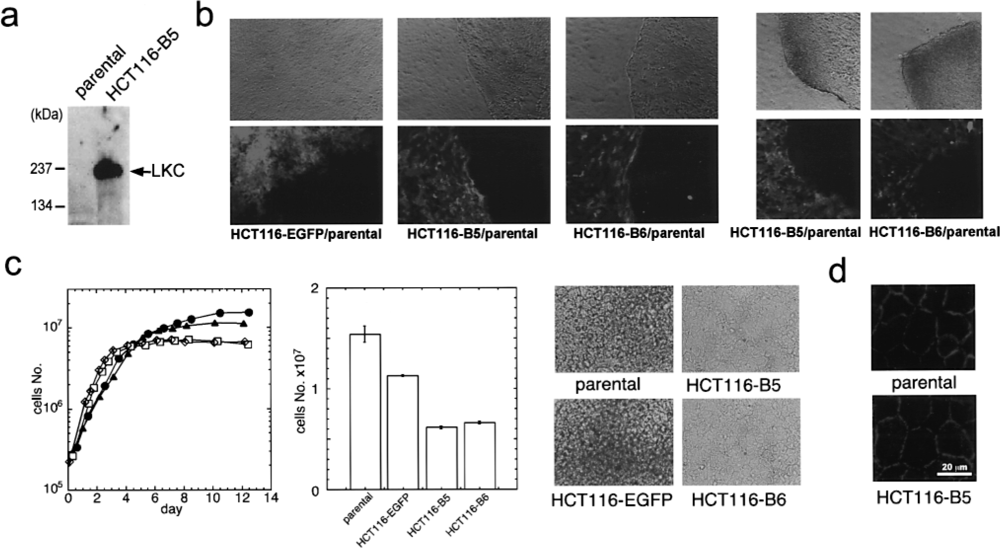 a
parental
HCT116-B5
(kDa)
237
LKC
134
b
HCT116-EGFP/parental
HCT116-B5/parental
HCT116-B6/parental
HCT116-B5/parental
HCT116-B6/parental
c
cells No.
10^7
10^6
10^5
0 2 4 6 8 10 12 14
day
cells No. x10^7
2
1
0
parental
HCT116-EGFP
HCT116-B5
HCT116-B6
parental
HCT116-B5
HCT116-EGFP
HCT116-B6
d
parental
20 μm
HCT116-B5